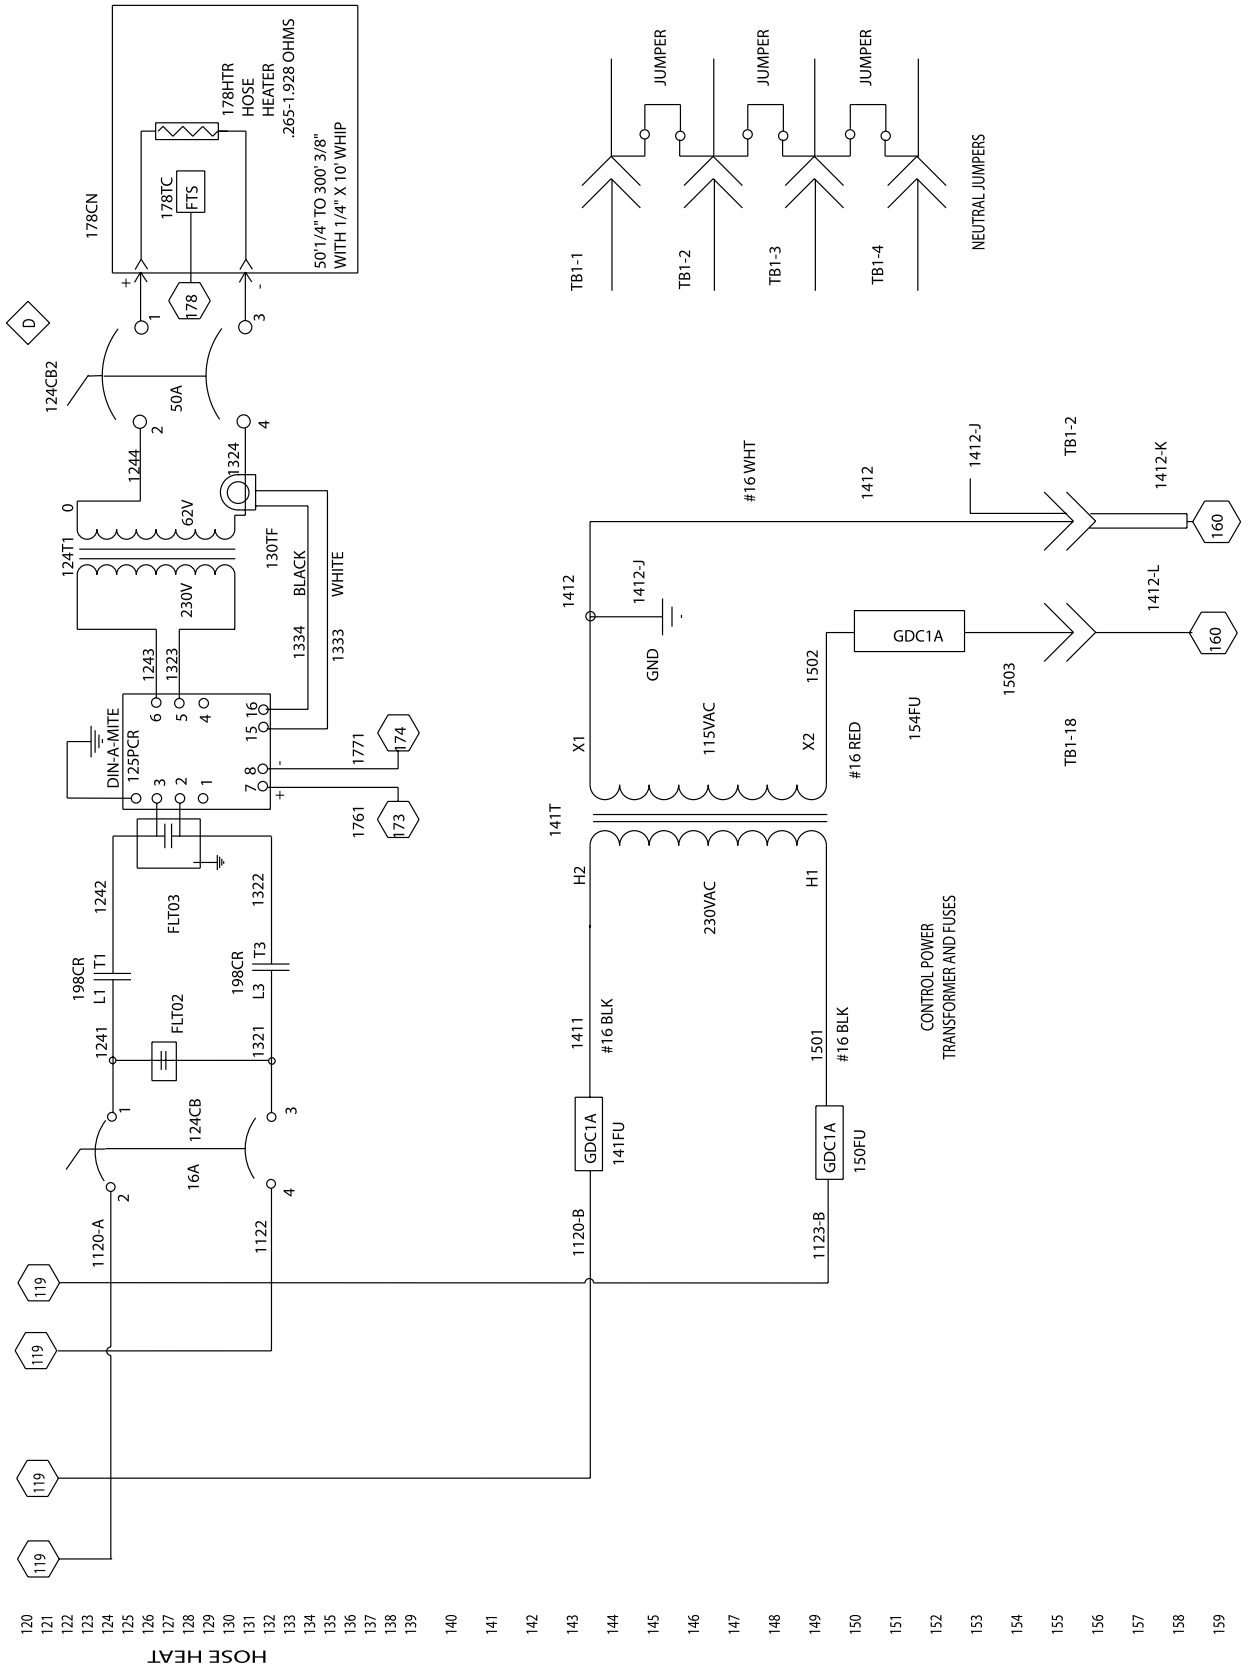 HOSE HEAT
120
121
122
123
124
125
126
127
128
129
130
131
132
133
134
135
136
137
138
139
140
141
142
143
144
145
146
147
148
149
150
151
152
153
154
155
156
157
158
159
119
119
119
119
1120-A
2
1
16A
124CB
1122
4
3
1241
1321
FLT02
198CR
L1 T1
198CR
L3 T3
1242
1322
FLT03
DIN-A-MITE
125PCR
3
2
1
6
5
4
7
8
15
16
+
-
1761
173
1771
174
1243
1323
1334
BLACK
1333
WHITE
124T1
0
230V
62V
130TF
1244
1324
124CB2
2
1
50A
4
3
D
+
-
178
178CN
178TC
FTS
178HTR
HOSE
HEATER
.265-1.928 OHMS
50'1/4" TO 300' 3/8"
WITH 1/4" X 10' WHIP
1120-B
GDC1A
141FU
1411
#16 BLK
1123-B
GDC1A
150FU
1501
#16 BLK
H2
H1
230VAC
141T
X1
X2
115VAC
1412
1412-J
GND
#16 WHT
1412
1412-J
TB1-2
1412-K
160
1502
#16 RED
GDC1A
154FU
1503
TB1-18
1412-L
160
CONTROL POWER
TRANSFORMER AND FUSES
TB1-1
TB1-2
TB1-3
TB1-4
JUMPER
JUMPER
JUMPER
NEUTRAL JUMPERS